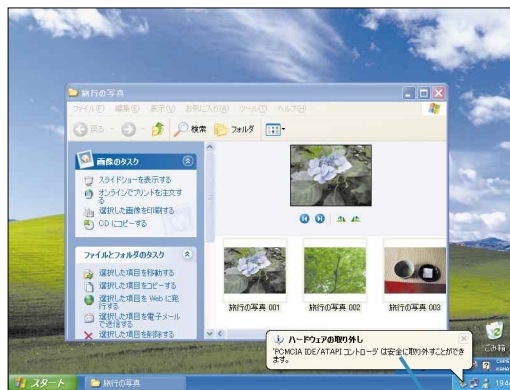 旅行の写真
ファイル(F) 編集(E) 表示(V) お気に入り(A) ツール(T) ヘルプ(H)
戻る 検索 フォルダ
画像のタスク
スライドショーを表示する
オンラインでプリントを注文す
る
選択した画像を印刷する
CD にコピーする
ファイルとフォルダのタスク
選択した項目を移動する
選択した項目をコピーする
選択した項目を Web に発
行する
選択した項目を電子メール
で送信する
選択した項目を削除する
旅行の写真 001 旅行の写真 002 旅行の写真 003
ハードウェアの取り外し
'PCMCIA IDE/ATAPI コントローラ' は安全に取り外すことができ
ます。
ごみ箱
CAPS
KANA
スタート 旅行の写真